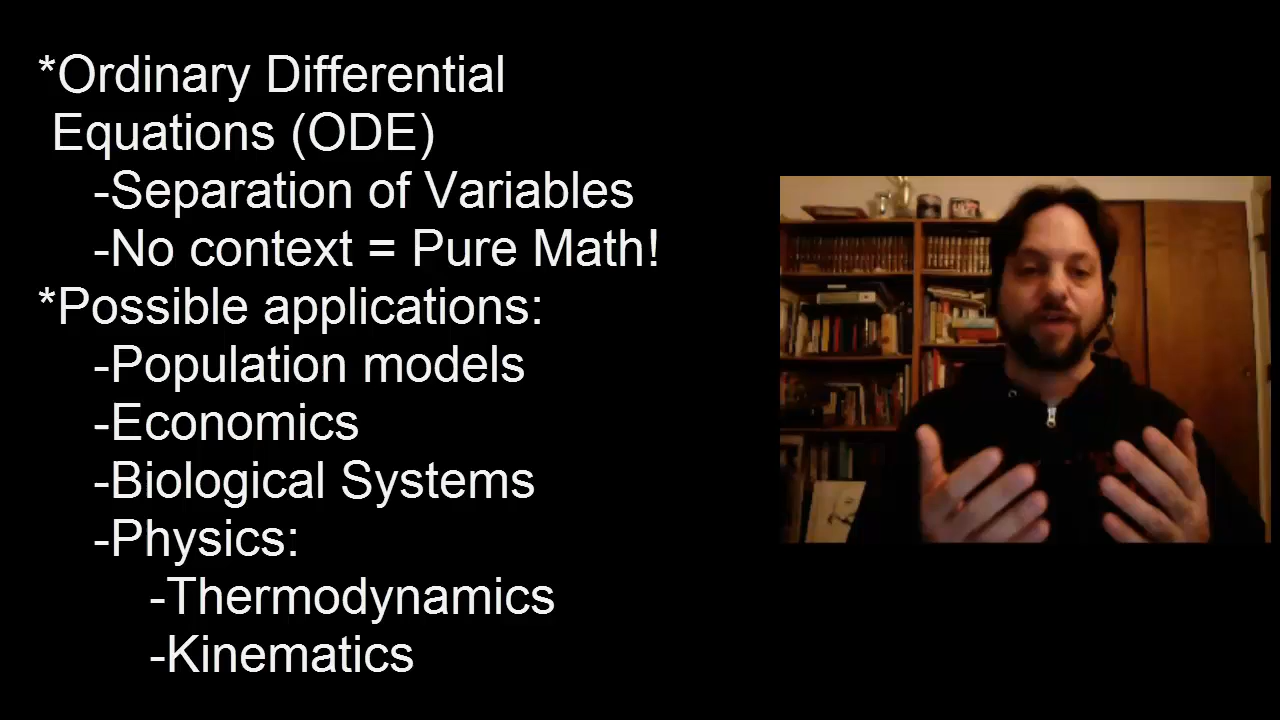 *Ordinary Differential
Equations (ODE)
-Separation of Variables
-No context = Pure Math!
*Possible applications:
-Population models
-Economics
-Biological Systems
-Physics:
-Thermodynamics
-Kinematics